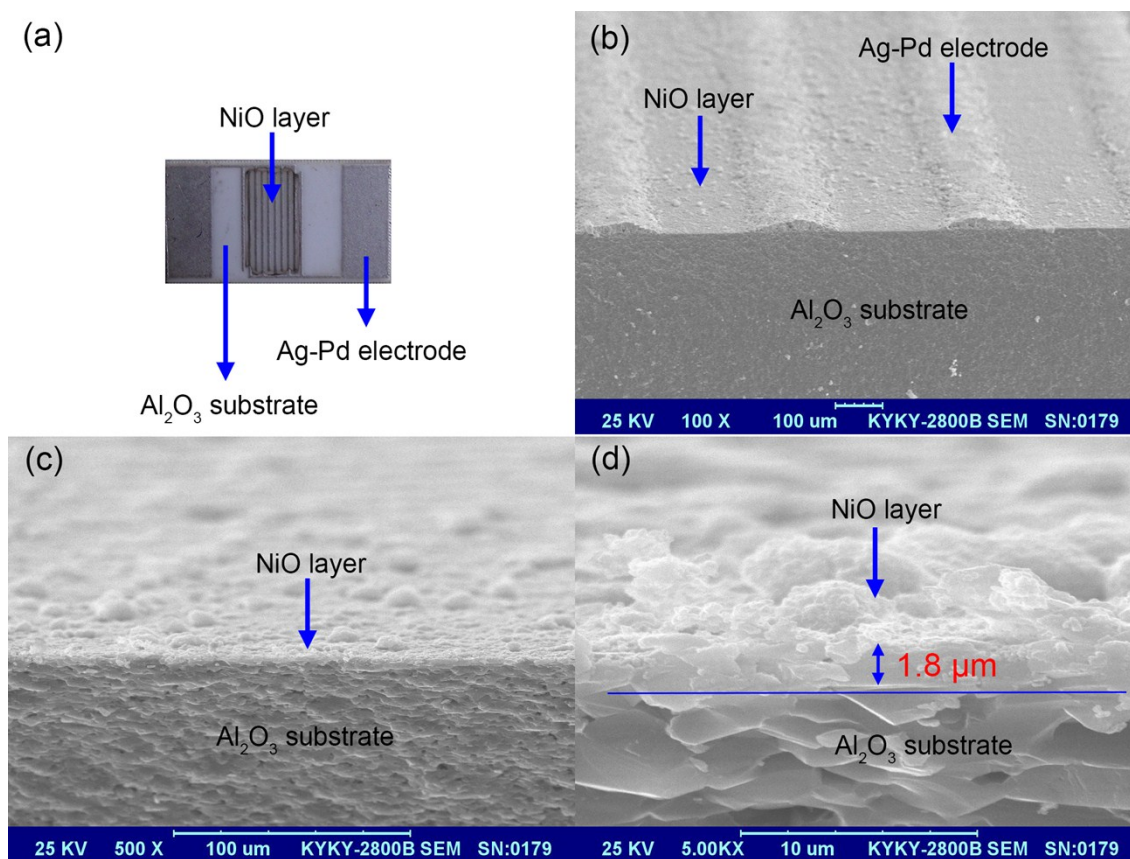 (a)
NiO layer
Ag-Pd electrode
Al₂O₃ substrate
(b)
Ag-Pd electrode
NiO layer
Al₂O₃ substrate
25 KV 100 X 100 um KYKY-2800B SEM SN:0179
(c)
NiO layer
Al₂O₃ substrate
25 KV 500 X 100 um KYKY-2800B SEM SN:0179
(d)
NiO layer
1.8 μm
Al₂O₃ substrate
25 KV 5.00KX 10 um KYKY-2800B SEM SN:0179